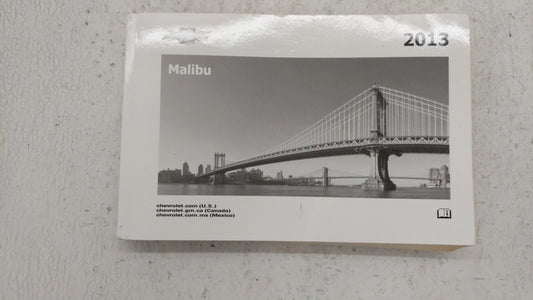 2013
Malibu
chevrolet.com (U.S.)
chevrolet.gm.ca (Canada)
chevrolet.com.mx (Mexico)